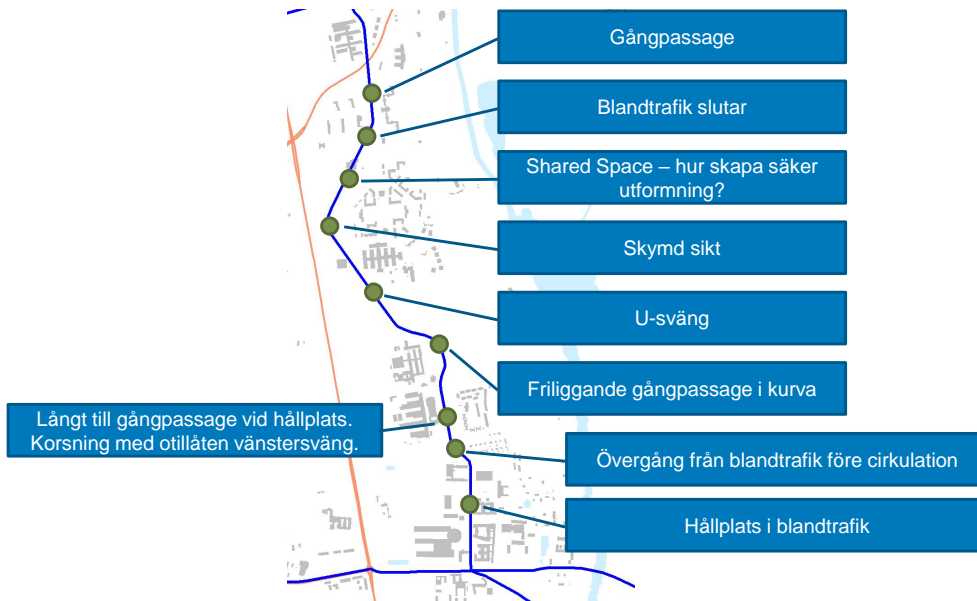 Gångpassage
Blandtrafik slutar
Shared Space – hur skapa säker
utformning?
Skymd sikt
U-sväng
Friliggande gångpassage i kurva
Långt till gångpassage vid hållplats.
Korsning med otillåten vänstersväng.
Övergång från blandtrafik före cirkulation
Hållplats i blandtrafik